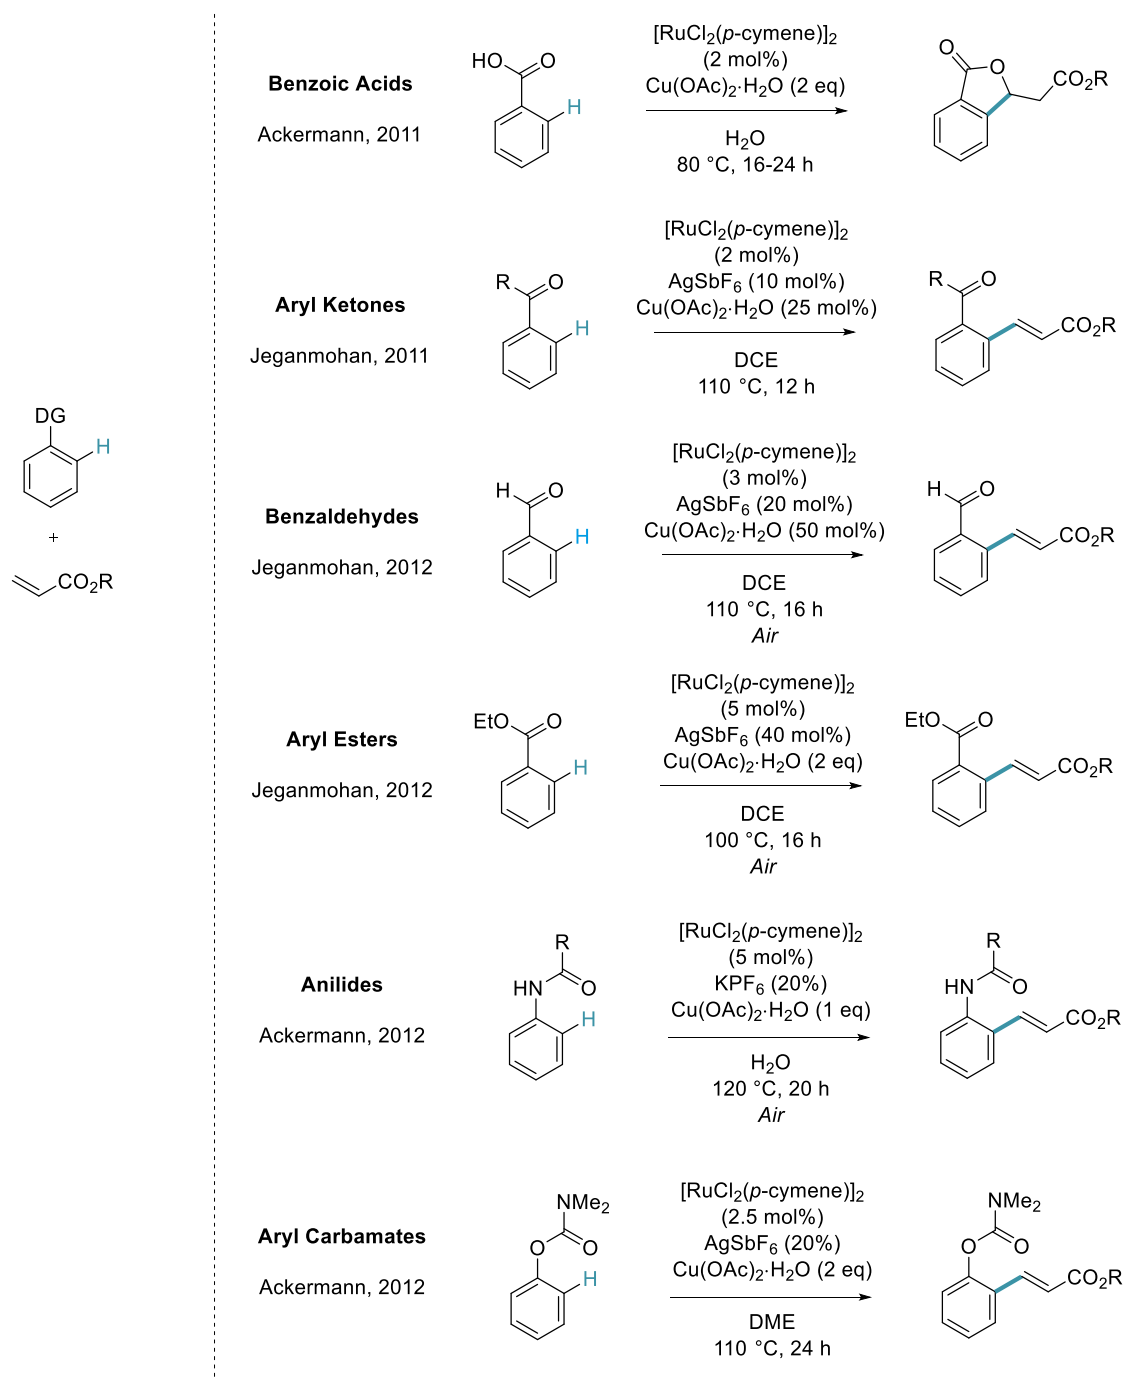 DG
H
+
CO₂R
Benzoic Acids
Ackermann, 2011
HO
O
H
[RuCl₂(p-cymene)]₂
(2 mol%)
Cu(OAc)₂·H₂O (2 eq)
H₂O
80 °C, 16-24 h
O
O
CO₂R
Aryl Ketones
Jeganmohan, 2011
R
O
H
[RuCl₂(p-cymene)]₂
(2 mol%)
AgSbF₆ (10 mol%)
Cu(OAc)₂·H₂O (25 mol%)
DCE
110 °C, 12 h
R
O
CO₂R
Benzaldehydes
Jeganmohan, 2012
H
O
H
[RuCl₂(p-cymene)]₂
(3 mol%)
AgSbF₆ (20 mol%)
Cu(OAc)₂·H₂O (50 mol%)
DCE
110 °C, 16 h
Air
H
O
CO₂R
Aryl Esters
Jeganmohan, 2012
EtO
O
H
[RuCl₂(p-cymene)]₂
(5 mol%)
AgSbF₆ (40 mol%)
Cu(OAc)₂·H₂O (2 eq)
DCE
100 °C, 16 h
Air
EtO
O
CO₂R
Anilides
Ackermann, 2012
R
HN
O
H
[RuCl₂(p-cymene)]₂
(5 mol%)
KPF₆ (20%)
Cu(OAc)₂·H₂O (1 eq)
H₂O
120 °C, 20 h
Air
R
HN
O
CO₂R
Aryl Carbamates
Ackermann, 2012
NMe₂
O
O
H
[RuCl₂(p-cymene)]₂
(2.5 mol%)
AgSbF₆ (20%)
Cu(OAc)₂·H₂O (2 eq)
DME
110 °C, 24 h
NMe₂
O
O
CO₂R